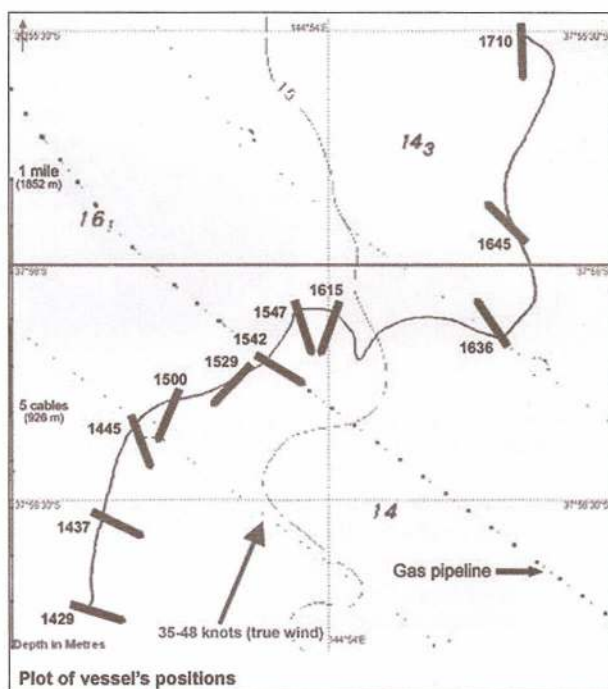 144°54'E
37°55'30"S
1710
15
14₃
1 mile
(1852 m)
16
1645
37°56'S
37°56'S
1615
1547
1542
1636
1529
1500
5 cables
(926 m)
1445
37°56'30"S
37°56'30"S
14
1437
Gas pipeline
1429
35-48 knots (true wind)
Depth in Metres
144°54'E
Plot of vessel's positions